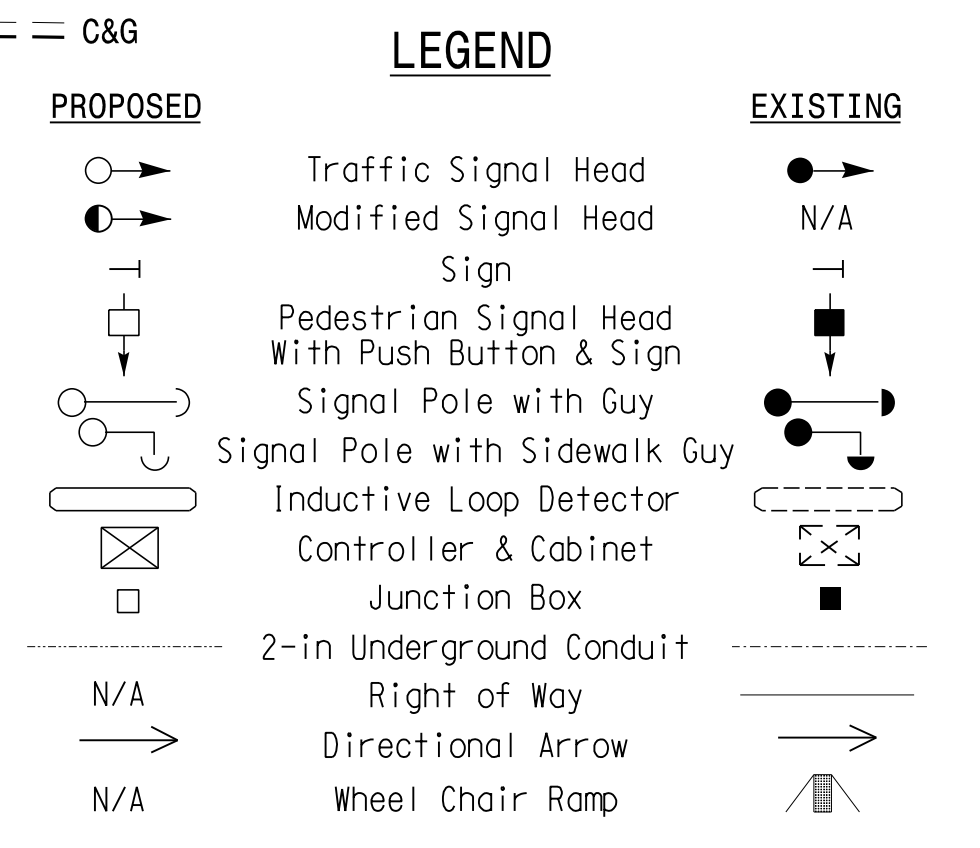 C&G
LEGEND
PROPOSED EXISTING
Traffic Signal Head
Modified Signal Head N/A
Sign
Pedestrian Signal Head
With Push Button & Sign
Signal Pole with Guy
Signal Pole with Sidewalk Guy
Inductive Loop Detector
Controller & Cabinet
Junction Box
2-in Underground Conduit
N/A Right of Way
Directional Arrow
N/A Wheel Chair Ramp